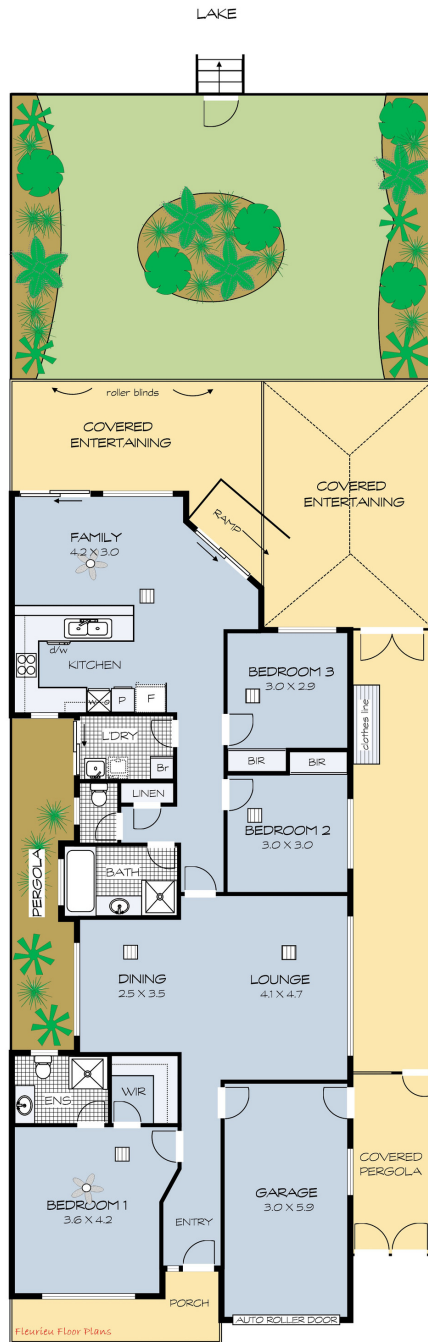 LAKE
roller blinds
COVERED
ENTERTAINING
COVERED
ENTERTAINING
RAMP
FAMILY
4.2 X 3.0
d/w
KITCHEN
W.O
P
F
BEDROOM 3
3.0 X 2.9
clothes line
L'DRY
Br
BIR
BIR
LINEN
BEDROOM 2
3.0 X 3.0
BATH
PERGOLA
DINING
2.5 X 3.5
LOUNGE
4.1 X 4.7
ENS
WIR
COVERED
PERGOLA
BEDROOM 1
3.6 X 4.2
GARAGE
3.0 X 5.9
ENTRY
PORCH
AUTO ROLLER DOOR
Fleurieu Floor Plans